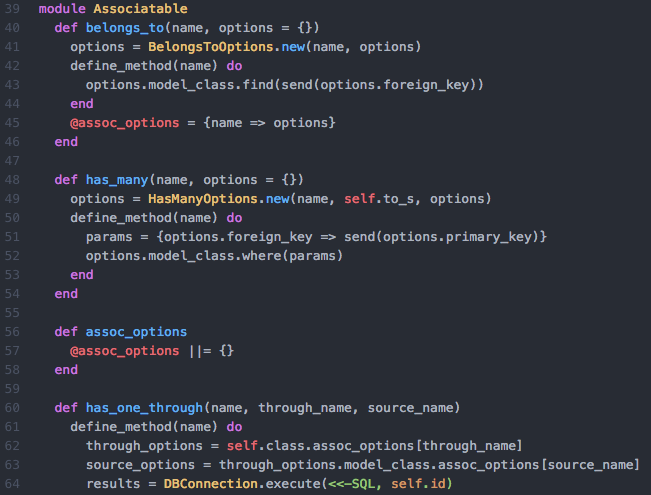 39 module Associatable
40   def belongs_to(name, options = {})
41     options = BelongsToOptions.new(name, options)
42     define_method(name) do
43       options.model_class.find(send(options.foreign_key))
44     end
45     @assoc_options = {name => options}
46   end
47
48   def has_many(name, options = {})
49     options = HasManyOptions.new(name, self.to_s, options)
50     define_method(name) do
51       params = {options.foreign_key => send(options.primary_key)}
52       options.model_class.where(params)
53     end
54   end
55
56   def assoc_options
57     @assoc_options ||= {}
58   end
59
60   def has_one_through(name, through_name, source_name)
61     define_method(name) do
62       through_options = self.class.assoc_options[through_name]
63       source_options = through_options.model_class.assoc_options[source_name]
64       results = DBConnection.execute(<<-SQL, self.id)